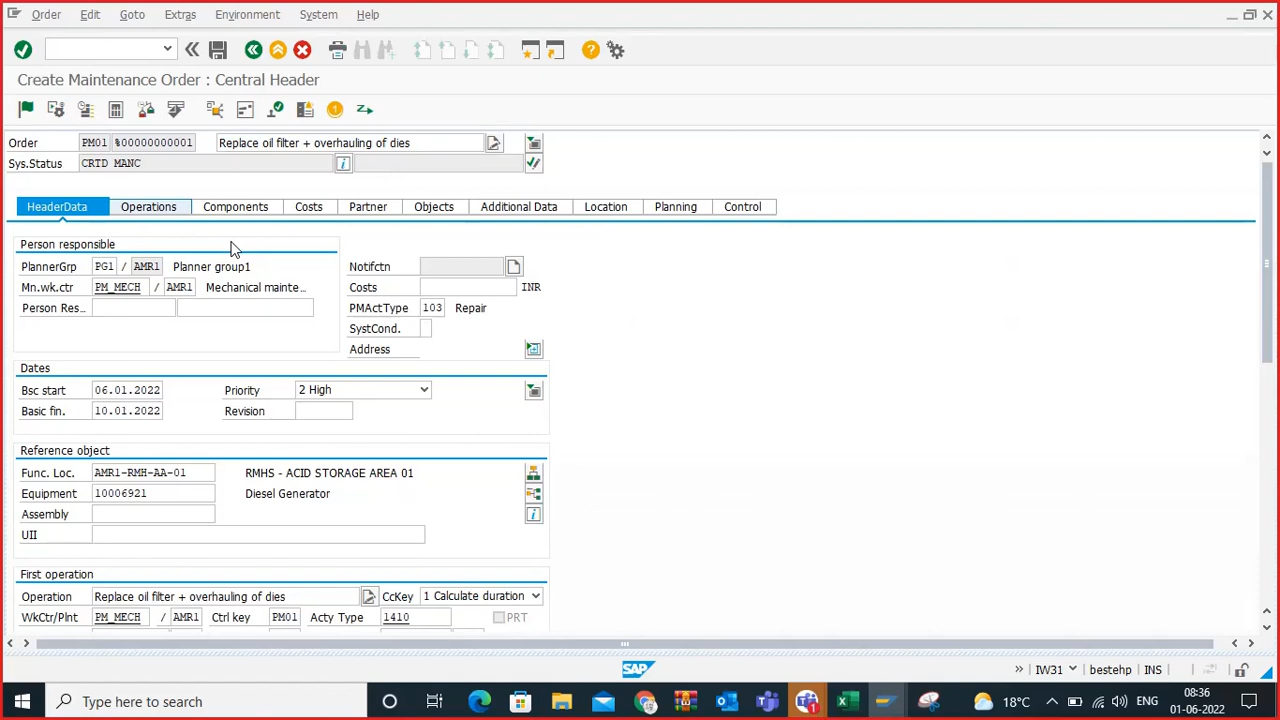 Order Edit Goto Extras Environment System Help
Create Maintenance Order : Central Header
Order PM01 %00000000001 Replace oil filter + overhauling of dies
Sys.Status CRTD MANC
HeaderData Operations Components Costs Partner Objects Additional Data Location Planning Control
Person responsible
PlannerGrp PG1 / AMR1 Planner group1 Notifctn
Mn.wk.ctr PM_MECH / AMR1 Mechanical mainte... Costs INR
Person Res... PMActType 103 Repair
SystCond.
Address
Dates
Bsc start 06.01.2022 Priority 2 High
Basic fin. 10.01.2022 Revision
Reference object
Func. Loc. AMR1-RMH-AA-01 RMHS - ACID STORAGE AREA 01
Equipment 10006921 Diesel Generator
Assembly
UII
First operation
Operation Replace oil filter + overhauling of dies CcKey 1 Calculate duration
WkCtr/Plnt PM_MECH / AMR1 Ctrl key PM01 Acty Type 1410 PRT
SAP » IW31 bestehp INS
Type here to search 18°C ENG 08:36
01-06-2022